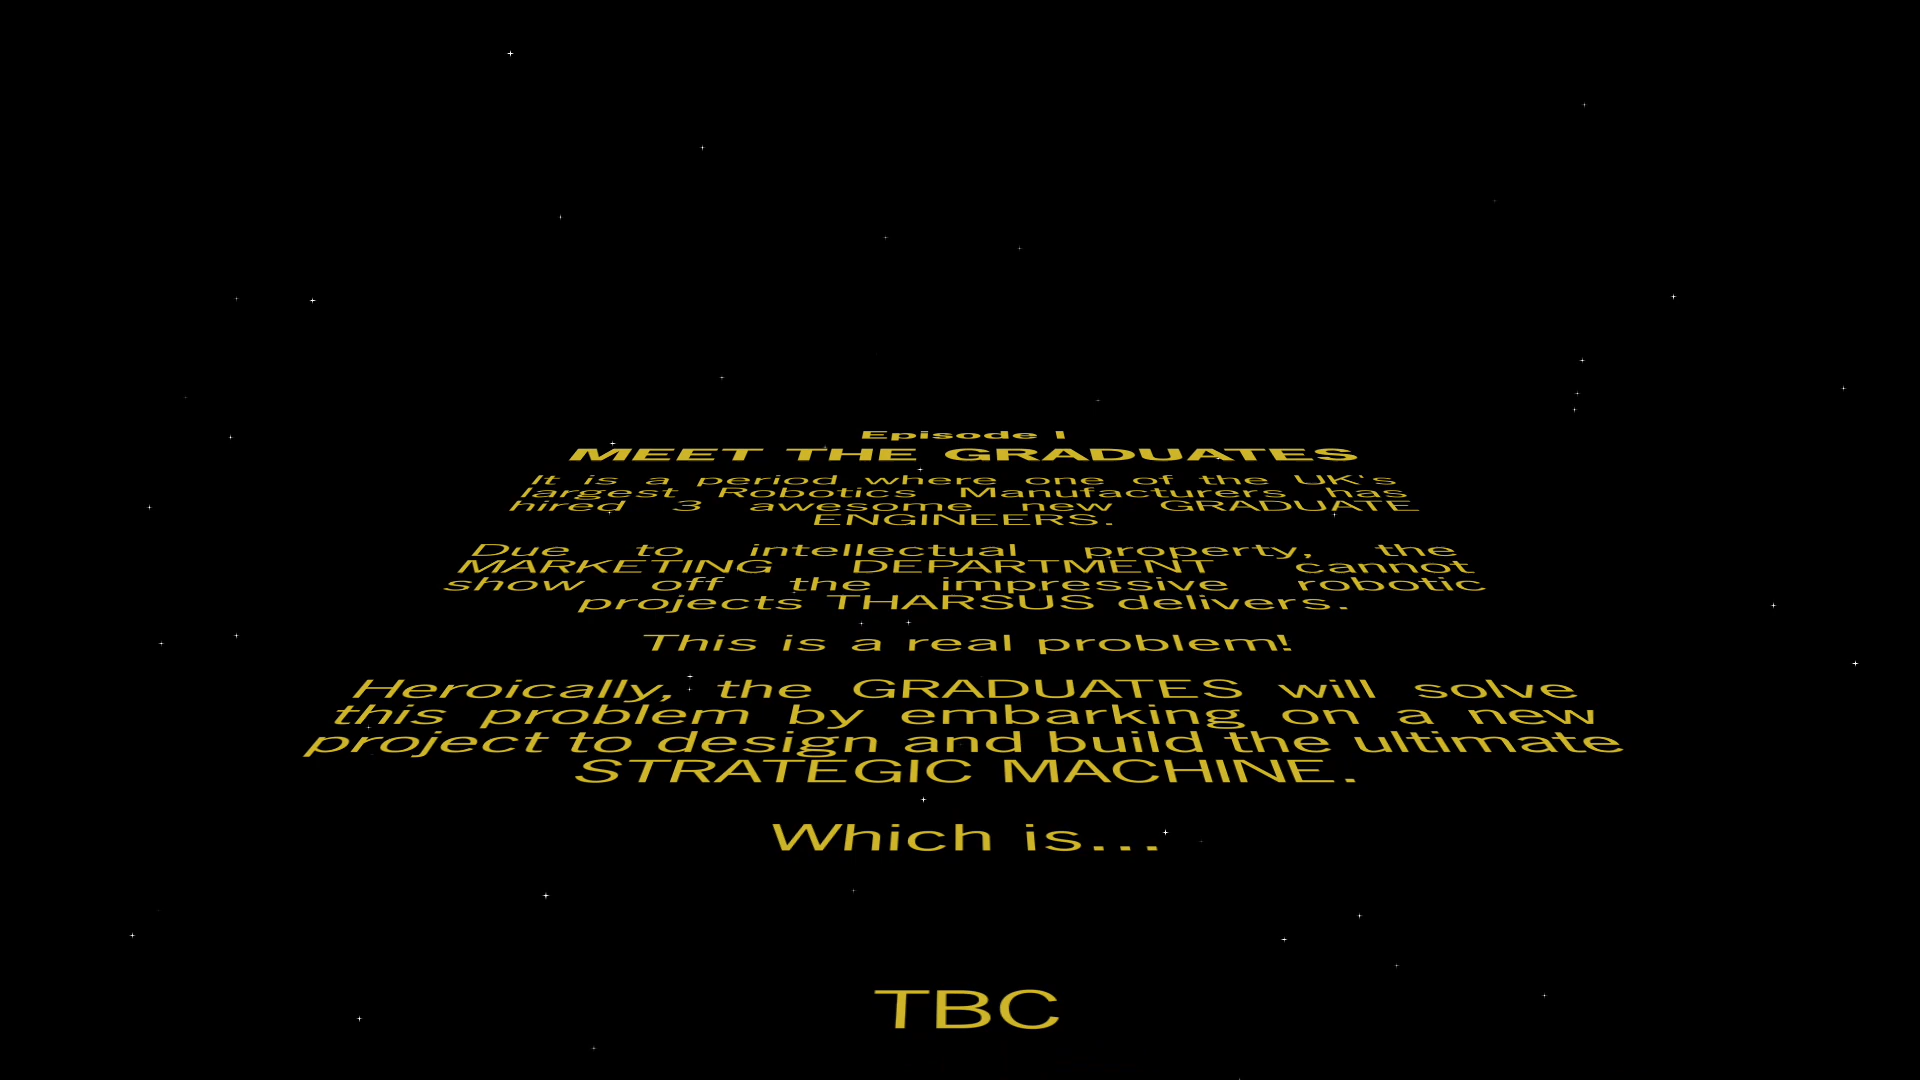 Episode I
MEET THE GRADUATES
It is a period where one of the UK's
largest Robotics Manufacturers has
hired 3 awesome new GRADUATE
ENGINEERS.
Due to intellectual property, the
MARKETING DEPARTMENT cannot
show off the impressive robotic
projects THARSUS delivers.
This is a real problem!
Heroically, the GRADUATES will solve
this problem by embarking on a new
project to design and build the ultimate
STRATEGIC MACHINE.
Which is...
TBC